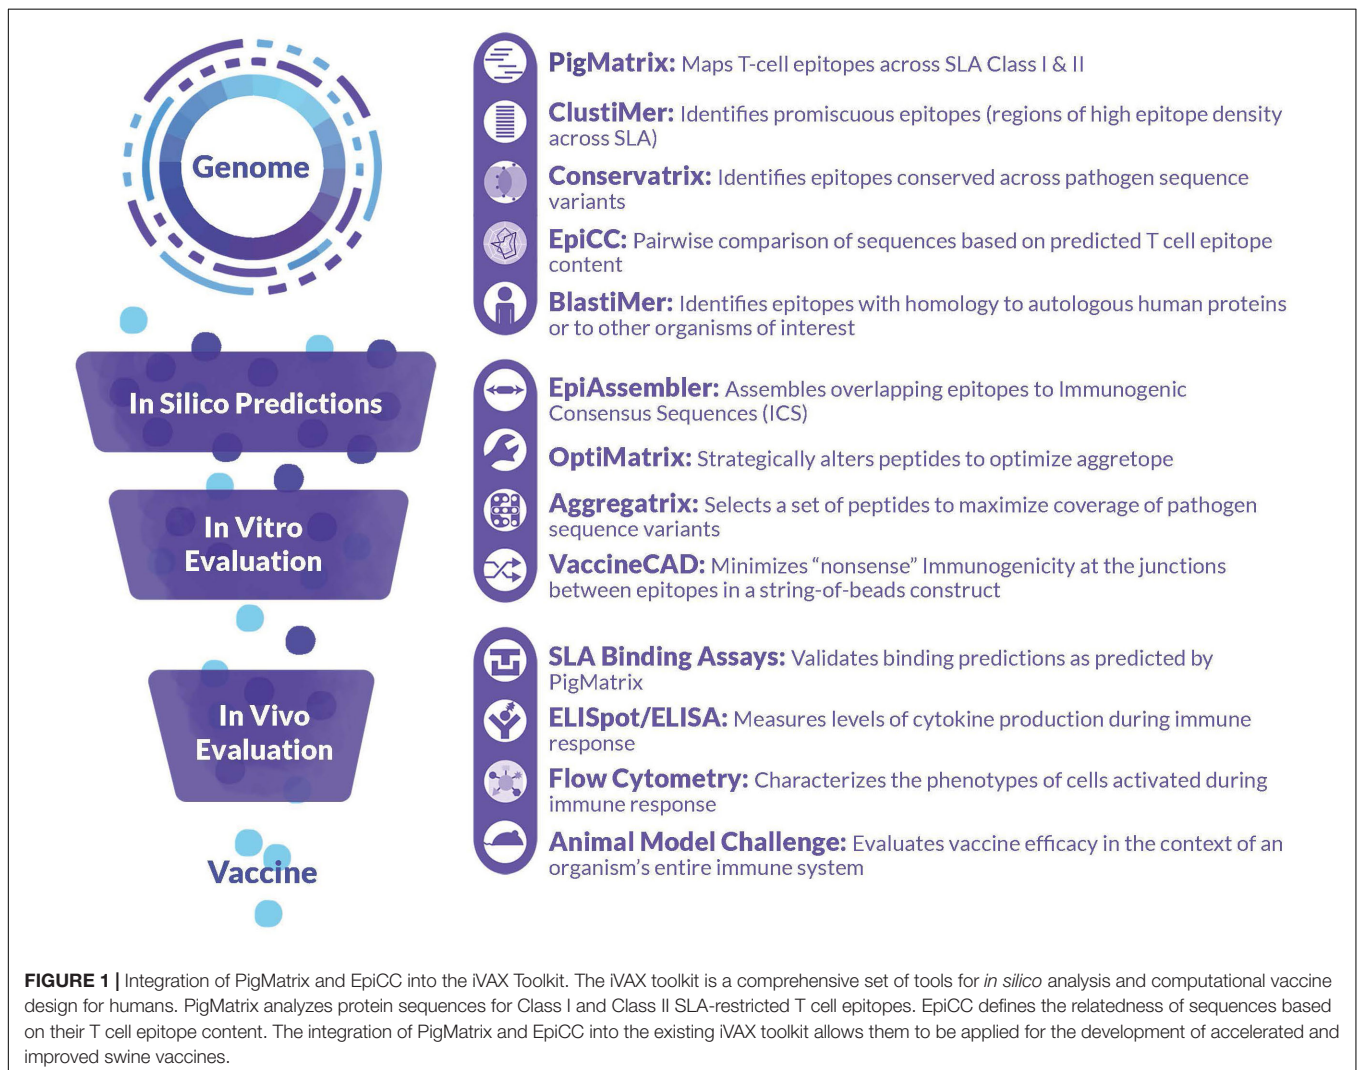 Genome
In Silico Predictions
In Vitro
Evaluation
In Vivo
Evaluation
Vaccine
PigMatrix: Maps T-cell epitopes across SLA Class I & II
ClustiMer: Identifies promiscuous epitopes (regions of high epitope density
across SLA)
Conservatrix: Identifies epitopes conserved across pathogen sequence
variants
EpiCC: Pairwise comparison of sequences based on predicted T cell epitope
content
BlastiMer: Identifies epitopes with homology to autologous human proteins
or to other organisms of interest
EpiAssembler: Assembles overlapping epitopes to Immunogenic
Consensus Sequences (ICS)
OptiMatrix: Strategically alters peptides to optimize aggretope
Aggregatrix: Selects a set of peptides to maximize coverage of pathogen
sequence variants
VaccineCAD: Minimizes “nonsense” Immunogenicity at the junctions
between epitopes in a string-of-beads construct
SLA Binding Assays: Validates binding predictions as predicted by
PigMatrix
ELISpot/ELISA: Measures levels of cytokine production during immune
response
Flow Cytometry: Characterizes the phenotypes of cells activated during
immune response
Animal Model Challenge: Evaluates vaccine efficacy in the context of an
organism’s entire immune system
FIGURE 1 | Integration of PigMatrix and EpiCC into the iVAX Toolkit. The iVAX toolkit is a comprehensive set of tools for in silico analysis and computational vaccine
design for humans. PigMatrix analyzes protein sequences for Class I and Class II SLA-restricted T cell epitopes. EpiCC defines the relatedness of sequences based
on their T cell epitope content. The integration of PigMatrix and EpiCC into the existing iVAX toolkit allows them to be applied for the development of accelerated and
improved swine vaccines.